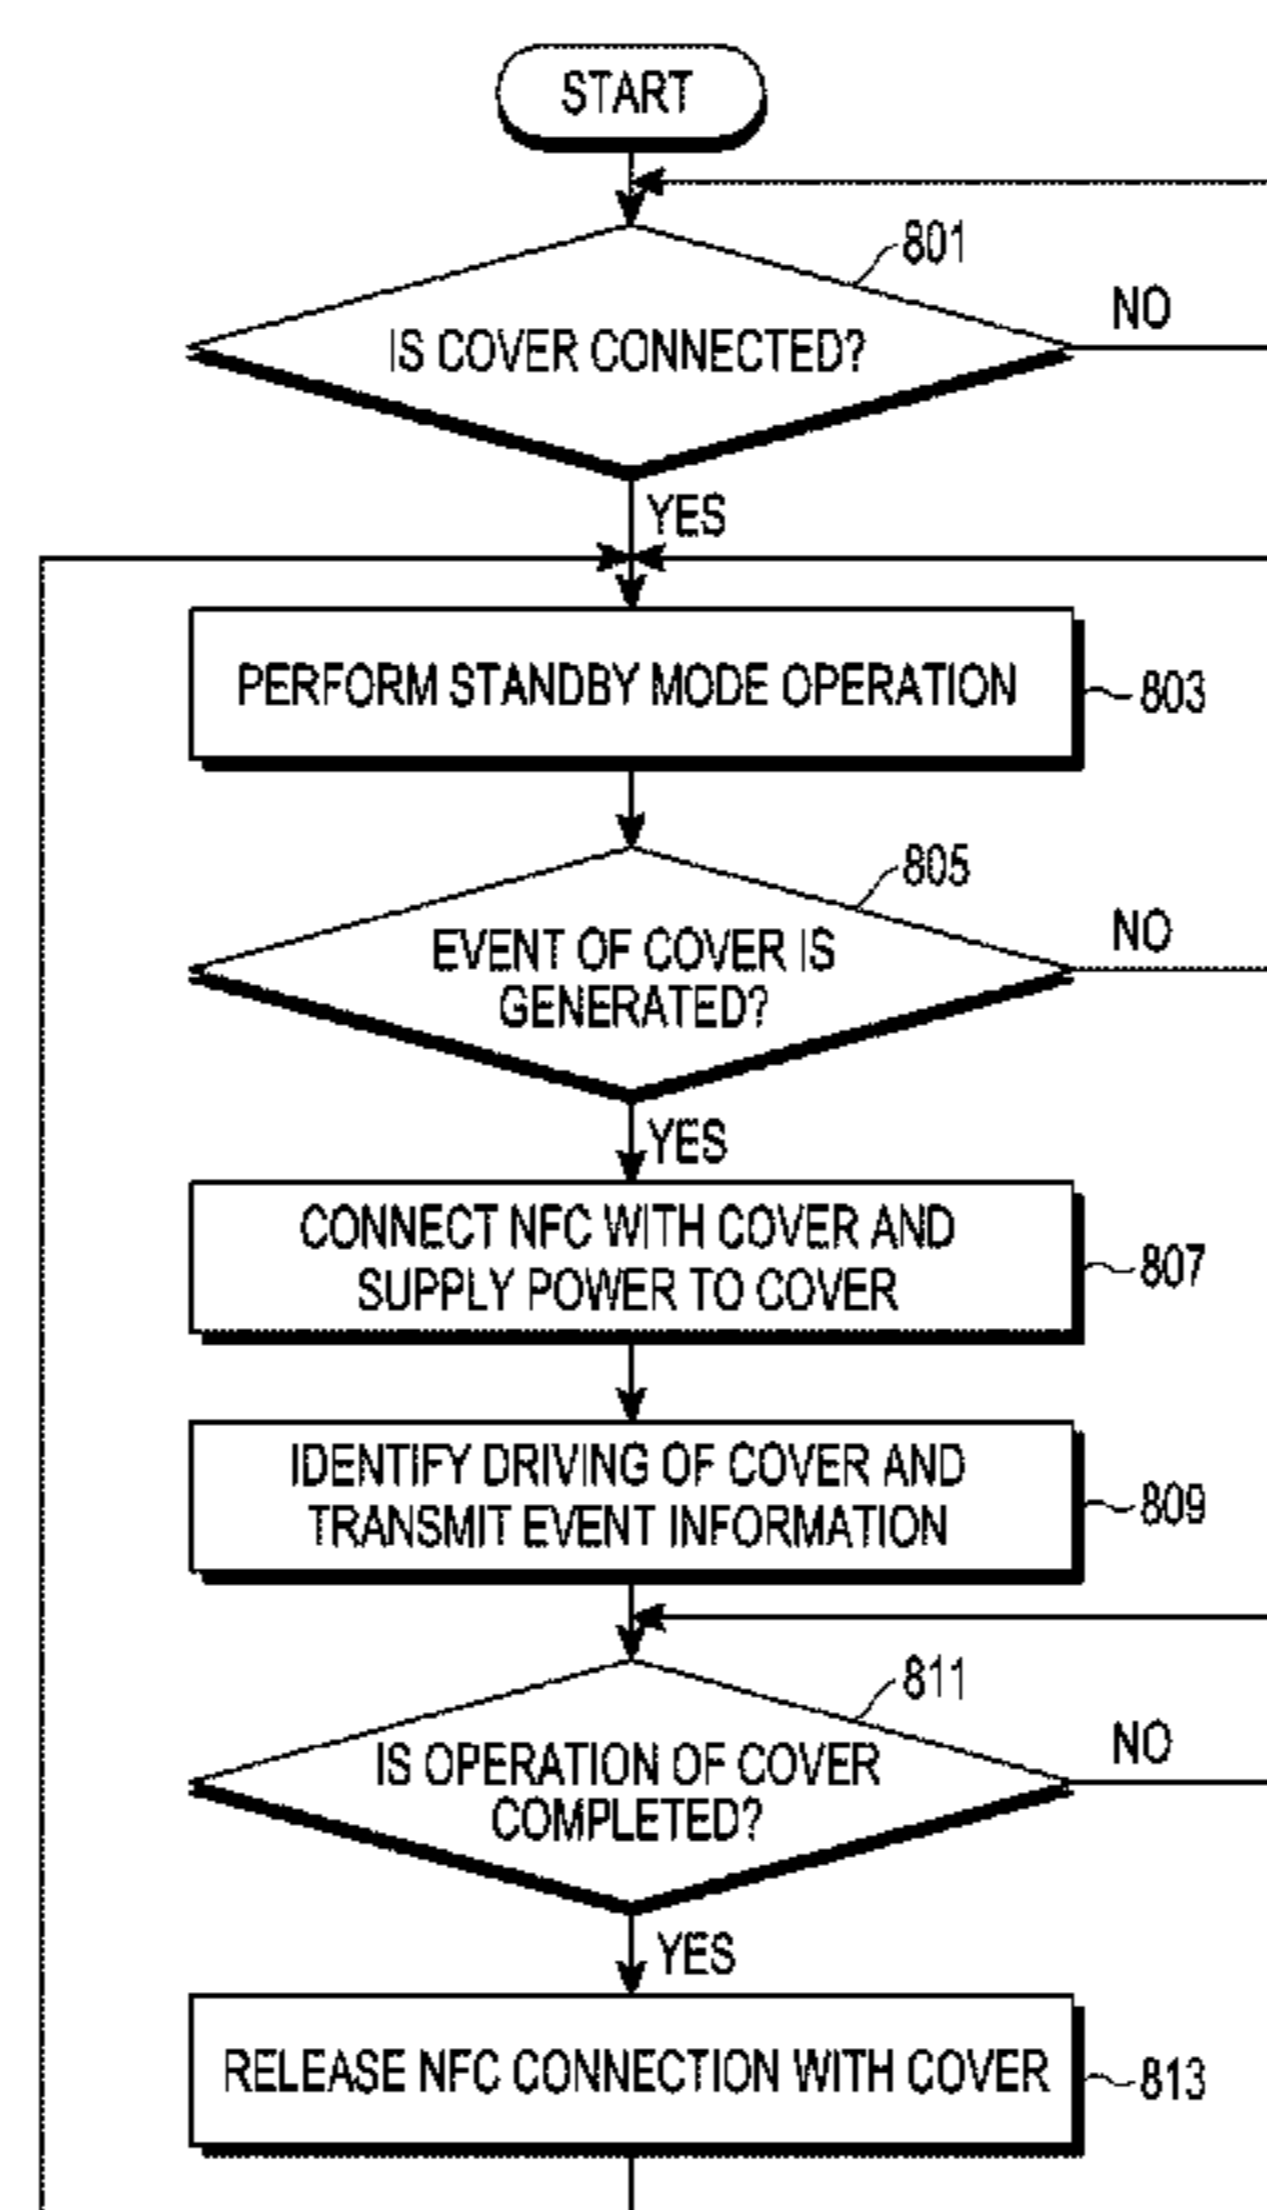 START
801
NO
IS COVER CONNECTED?
YES
PERFORM STANDBY MODE OPERATION
803
805
NO
EVENT OF COVER IS
GENERATED?
YES
CONNECT NFC WITH COVER AND
SUPPLY POWER TO COVER
807
IDENTIFY DRIVING OF COVER AND
TRANSMIT EVENT INFORMATION
809
811
NO
IS OPERATION OF COVER
COMPLETED?
YES
RELEASE NFC CONNECTION WITH COVER
813